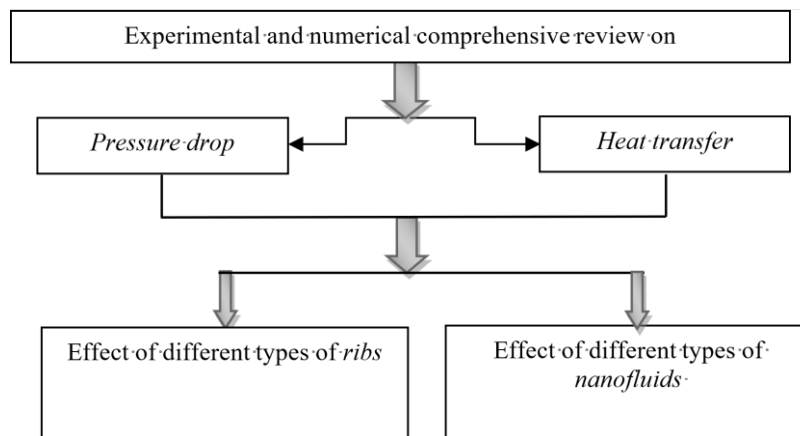 Experimental and numerical comprehensive review on
Pressure drop
Heat transfer
Effect of different types of ribs
Effect of different types of
nanofluids